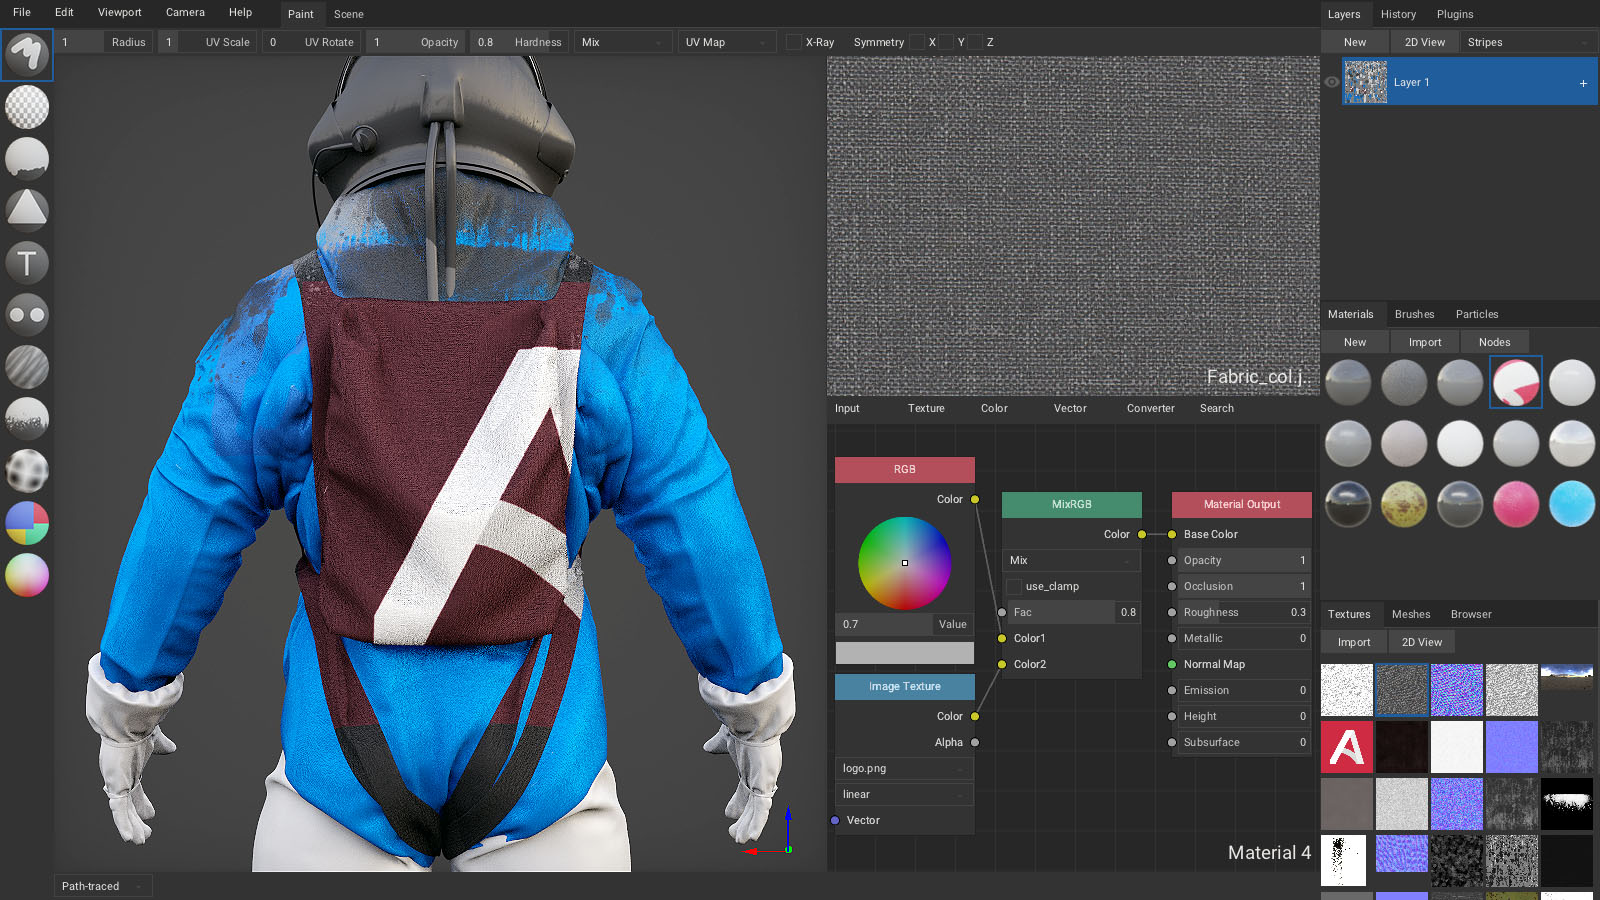 File Edit Viewport Camera Help Paint Scene
Layers History Plugins
1 Radius 1 UV Scale 0 UV Rotate 1 Opacity 0.8 Hardness Mix UV Map X-Ray Symmetry X Y Z
New 2D View Stripes
Layer 1 +
T
Fabric_col.j..
Materials Brushes Particles
New Import Nodes
Input Texture Color Vector Converter Search
RGB
Color
0.7 Value
Image Texture
Color
Alpha
logo.png
linear
Vector
MixRGB
Color
Mix
use_clamp
Fac 0.8
Color1
Color2
Material Output
Base Color
Opacity 1
Occlusion 1
Roughness 0.3
Metallic 0
Normal Map
Emission 0
Height 0
Subsurface 0
Material 4
Textures Meshes Browser
Import 2D View
A
Path-traced